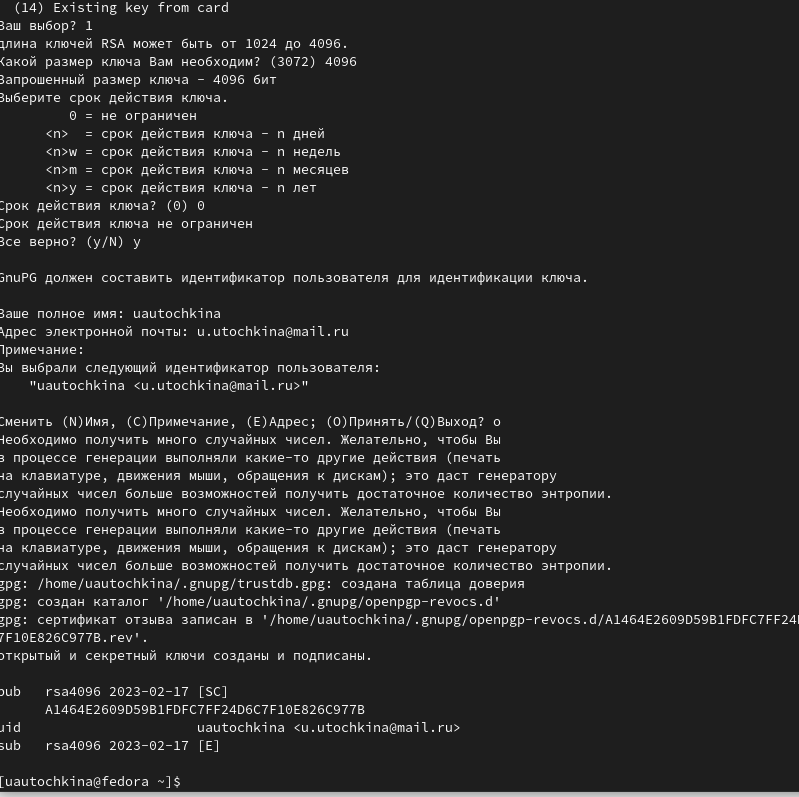 (14) Existing key from card
Ваш выбор? 1
длина ключей RSA может быть от 1024 до 4096.
Какой размер ключа Вам необходим? (3072) 4096
Запрошенный размер ключа - 4096 бит
Выберите срок действия ключа.
0 = не ограничен
<n> = срок действия ключа - n дней
<n>w = срок действия ключа - n недель
<n>m = срок действия ключа - n месяцев
<n>y = срок действия ключа - n лет
Срок действия ключа? (0) 0
Срок действия ключа не ограничен
Все верно? (y/N) y
GnuPG должен составить идентификатор пользователя для идентификации ключа.
Ваше полное имя: uautochkina
Адрес электронной почты: u.utochkina@mail.ru
Примечание:
Вы выбрали следующий идентификатор пользователя:
"uautochkina <u.utochkina@mail.ru>"
Сменить (N)Имя, (C)Примечание, (E)Адрес; (O)Принять/(Q)Выход? o
Необходимо получить много случайных чисел. Желательно, чтобы Вы
в процессе генерации выполняли какие-то другие действия (печать
на клавиатуре, движения мыши, обращения к дискам); это даст генератору
случайных чисел больше возможностей получить достаточное количество энтропии.
Необходимо получить много случайных чисел. Желательно, чтобы Вы
в процессе генерации выполняли какие-то другие действия (печать
на клавиатуре, движения мыши, обращения к дискам); это даст генератору
случайных чисел больше возможностей получить достаточное количество энтропии.
gpg: /home/uautochkina/.gnupg/trustdb.gpg: создана таблица доверия
gpg: создан каталог '/home/uautochkina/.gnupg/openpgp-revocs.d'
gpg: сертификат отзыва записан в '/home/uautochkina/.gnupg/openpgp-revocs.d/A1464E2609D59B1FDFC7FF24D
7F10E826C977B.rev'.
открытый и секретный ключи созданы и подписаны.
pub rsa4096 2023-02-17 [SC]
A1464E2609D59B1FDFC7FF24D6C7F10E826C977B
uid uautochkina <u.utochkina@mail.ru>
sub rsa4096 2023-02-17 [E]
[uautochkina@fedora ~]$